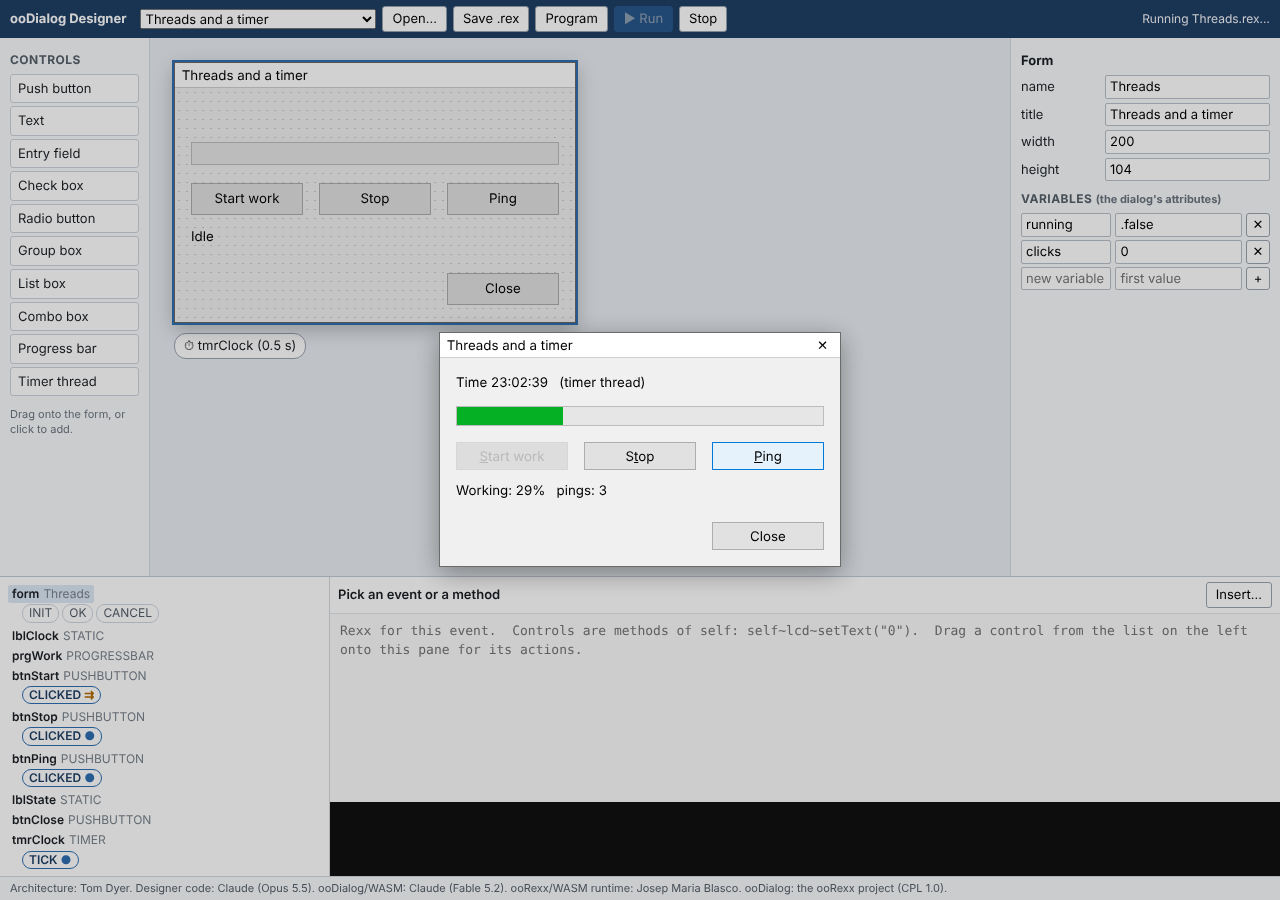 ooDialog Designer
Threads and a timer
Open...
Save .rex
Program
▶ Run
Stop
Running Threads.rex...
CONTROLS
Push button
Text
Entry field
Check box
Radio button
Group box
List box
Combo box
Progress bar
Timer thread
Drag onto the form, or
click to add.
Threads and a timer
Start work
Stop
Ping
Idle
Close
⏱ tmrClock (0.5 s)
Threads and a timer ✕
Time 23:02:39 (timer thread)
Start work
Stop
Ping
Working: 29% pings: 3
Close
Form
name Threads
title Threads and a timer
width 200
height 104
VARIABLES (the dialog's attributes)
running .false ✕
clicks 0 ✕
new variable first value +
form Threads
INIT OK CANCEL
lblClock STATIC
prgWork PROGRESSBAR
btnStart PUSHBUTTON
CLICKED ⇉
btnStop PUSHBUTTON
CLICKED ●
btnPing PUSHBUTTON
CLICKED ●
lblState STATIC
btnClose PUSHBUTTON
tmrClock TIMER
TICK ●
Pick an event or a method
Insert...
Rexx for this event.  Controls are methods of self: self~lcd~setText("0").  Drag a control from the list on the left
onto this pane for its actions.
Architecture: Tom Dyer. Designer code: Claude (Opus 5.5). ooDialog/WASM: Claude (Fable 5.2). ooRexx/WASM runtime: Josep Maria Blasco. ooDialog: the ooRexx project (CPL 1.0).